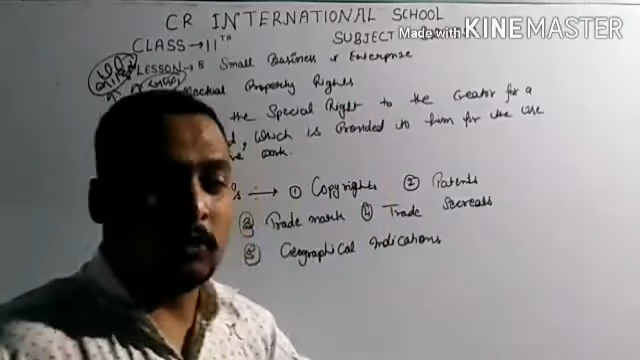 CR INTERNATIONAL SCHOOL
Made with KINEMASTER
CLASS → 11TH SUBJECT
LESSON → 8 Small Business & Enterprise
Property Rights
the Special Right to the Creator for a
, which is Provided to him for the use
work.
→ ① Copyrights ② Patents
③ Trade mark ④ Trade Secreats
⑤ Geographical Indications